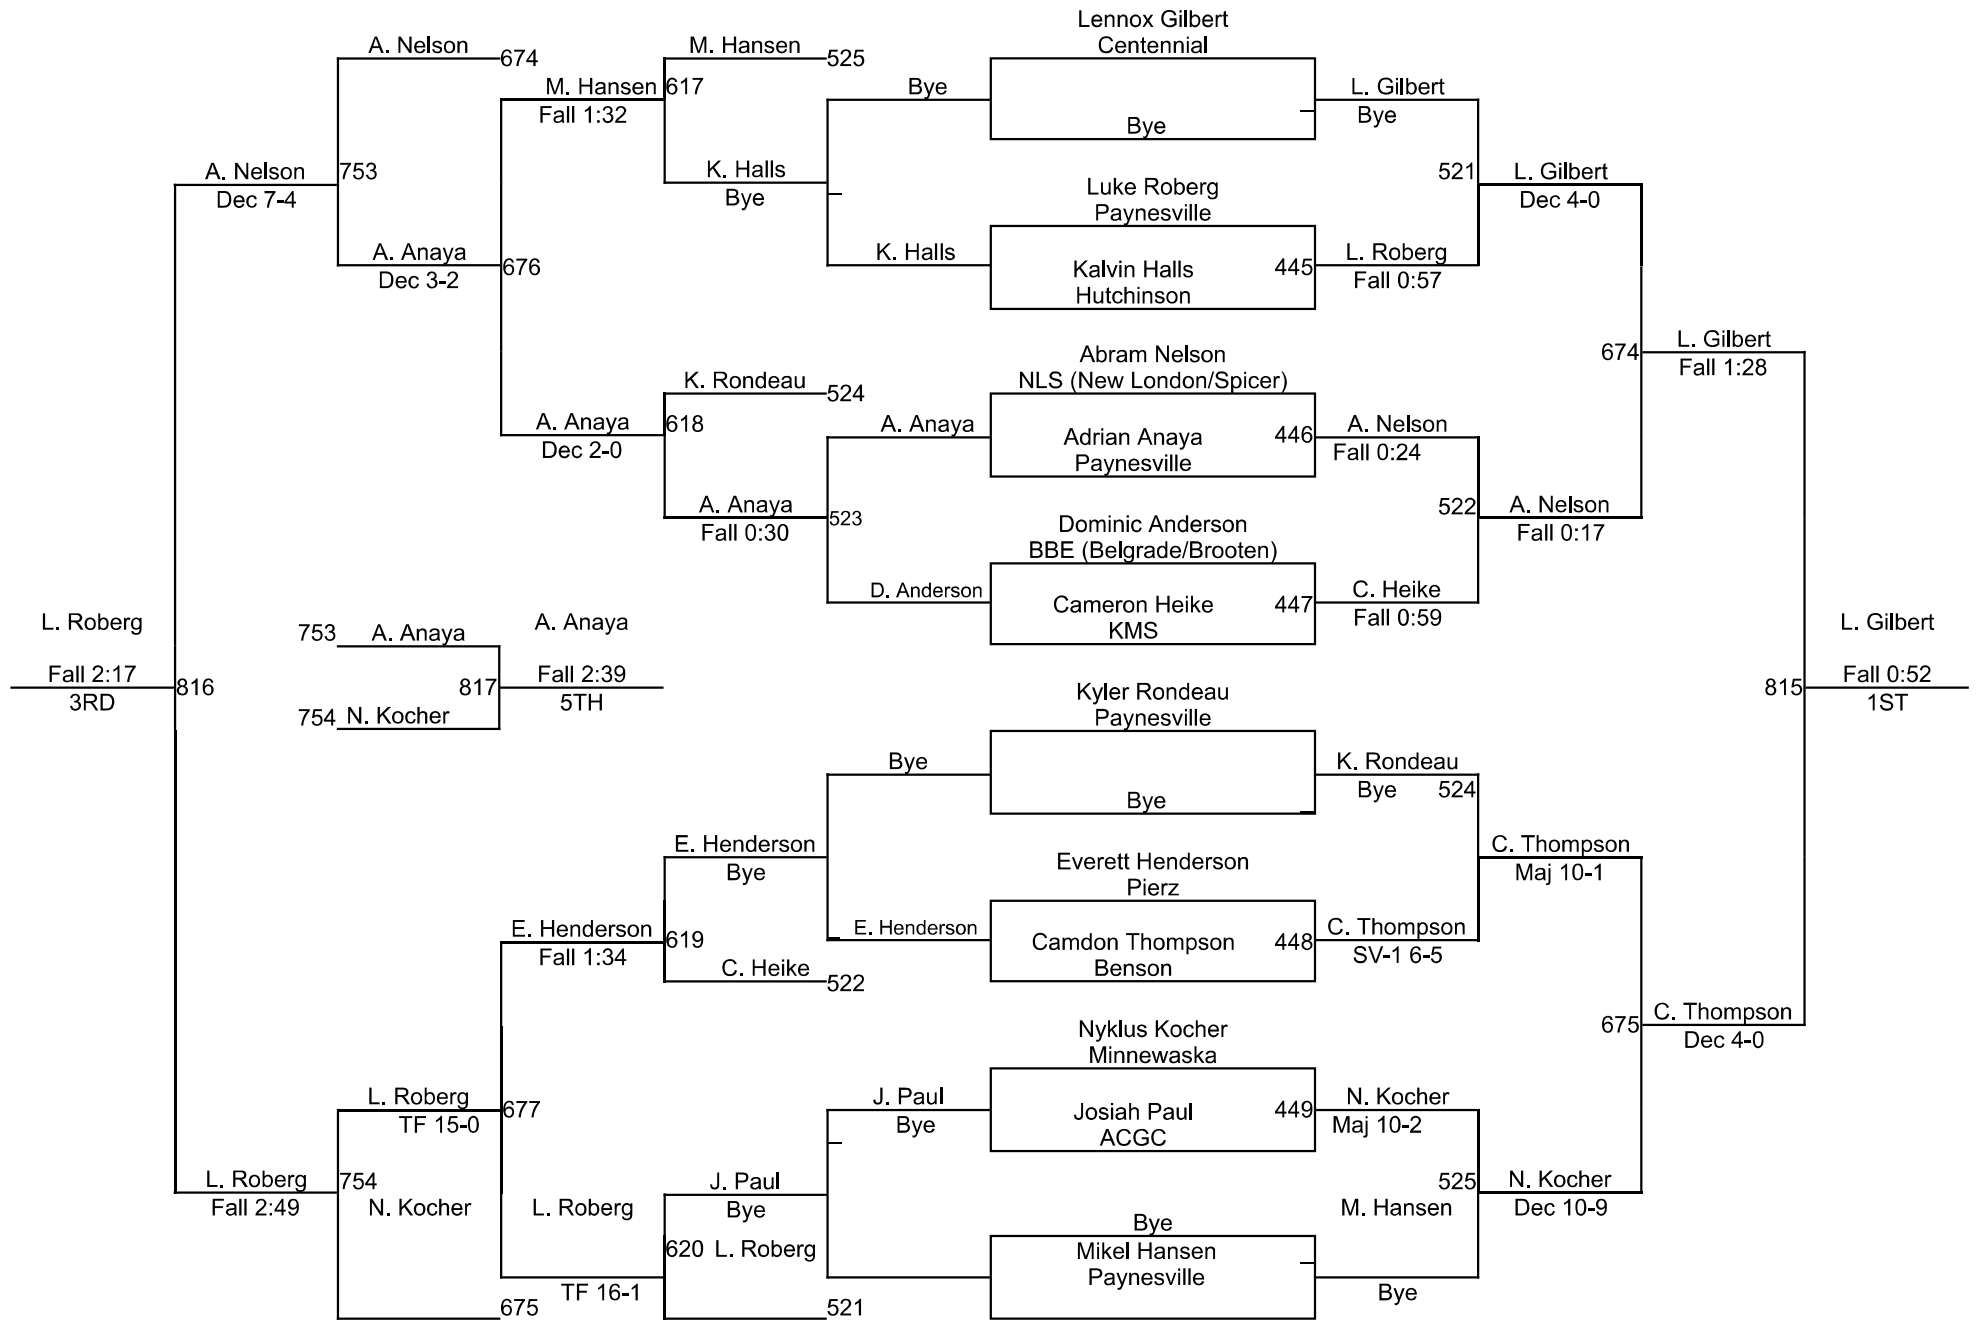 Lennox Gilbert
Centennial
A. Nelson
674
M. Hansen
525
M. Hansen
617
Fall 1:32
Bye
Bye
L. Gilbert
Bye
A. Nelson
753
Dec 7-4
K. Halls
Bye
Luke Roberg
Paynesville
521
L. Gilbert
Dec 4-0
A. Anaya
Dec 3-2
676
K. Halls
Kalvin Halls
Hutchinson
445
L. Roberg
Fall 0:57
Abram Nelson
NLS (New London/Spicer)
674
L. Gilbert
Fall 1:28
K. Rondeau
524
A. Anaya
618
Dec 2-0
A. Anaya
Adrian Anaya
Paynesville
446
A. Nelson
Fall 0:24
A. Anaya
523
Fall 0:30
Dominic Anderson
BBE (Belgrade/Brooten)
522
A. Nelson
Fall 0:17
D. Anderson
Cameron Heike
KMS
447
C. Heike
Fall 0:59
L. Roberg
Fall 2:17
3RD
816
753
A. Anaya
754
N. Kocher
817
A. Anaya
Fall 2:39
5TH
L. Gilbert
815
Fall 0:52
1ST
Kyler Rondeau
Paynesville
Bye
Bye
K. Rondeau
Bye
524
E. Henderson
Bye
Everett Henderson
Pierz
C. Thompson
Maj 10-1
E. Henderson
619
Fall 1:34
E. Henderson
Camdon Thompson
Benson
448
C. Thompson
SV-1 6-5
C. Heike
522
Nyklus Kocher
Minnewaska
675
C. Thompson
Dec 4-0
L. Roberg
TF 15-0
677
J. Paul
Bye
Josiah Paul
ACGC
449
N. Kocher
Maj 10-2
L. Roberg
754
Fall 2:49
N. Kocher
L. Roberg
J. Paul
Bye
525
M. Hansen
N. Kocher
Dec 10-9
Bye
620
L. Roberg
Mikel Hansen
Paynesville
TF 16-1
Bye
675
521